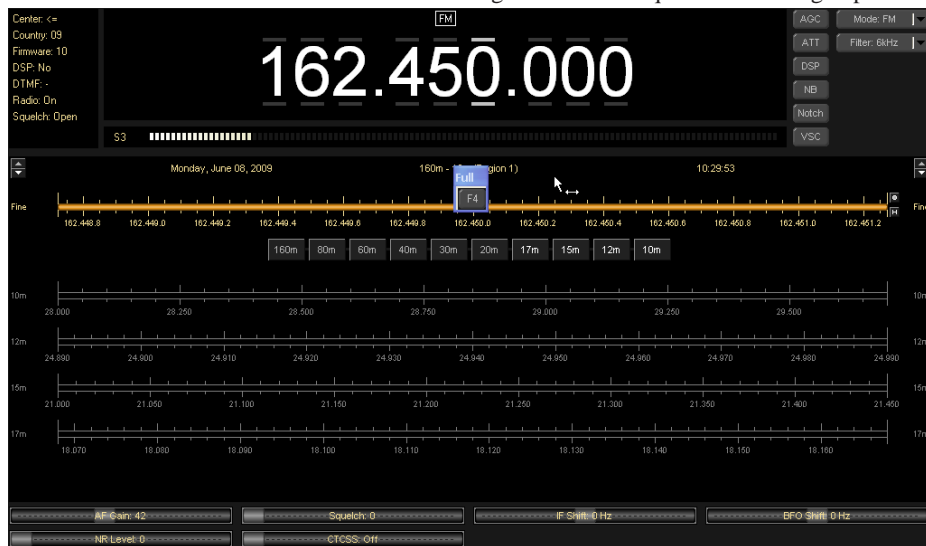 Center: <=
Country: 09
Firmware: 10
DSP: No
DTMF: -
Radio: On
Squelch: Open
FM
162.450.000
S3
AGC
ATT
DSP
NB
Notch
VSC
Mode: FM
Filter: 6kHz
Monday, June 08, 2009
160m - (Region 1)
10:29:53
Full
F4
Fine
Fine
162.448.8 162.449.0 162.449.2 162.449.4 162.449.6 162.449.8 162.450.0 162.450.2 162.450.4 162.450.6 162.450.8 162.451.0 162.451.2
160m 80m 60m 40m 30m 20m 17m 15m 12m 10m
10m 10m
28.000 28.250 28.500 28.750 29.000 29.250 29.500
12m 12m
24.890 24.900 24.910 24.920 24.930 24.940 24.950 24.960 24.970 24.980 24.990
15m 15m
21.000 21.050 21.100 21.150 21.200 21.250 21.300 21.350 21.400 21.450
17m 17m
18.070 18.080 18.090 18.100 18.110 18.120 18.130 18.140 18.150 18.160
AF Gain: 42 Squelch: 0 IF Shift: 0 Hz BFO Shift: 0 Hz
NR Level: 0 CTCSS: Off